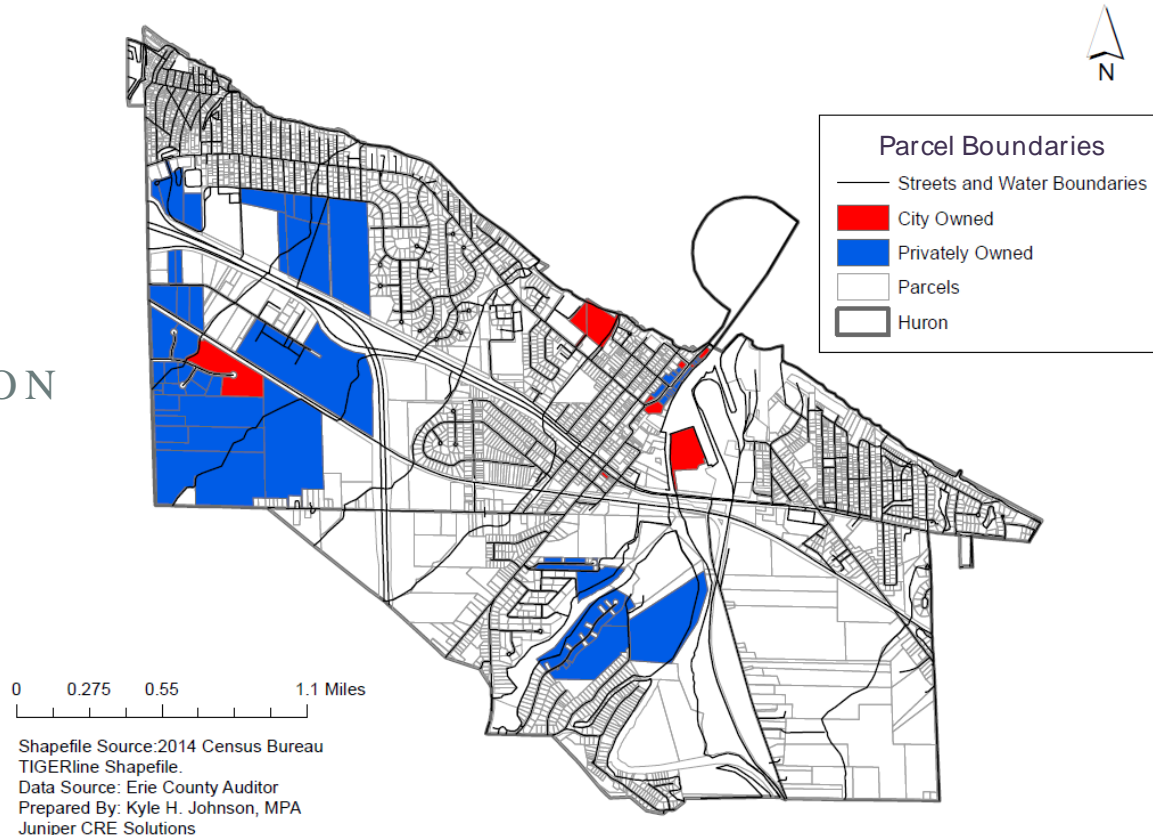 N
Parcel Boundaries
Streets and Water Boundaries
City Owned
Privately Owned
Parcels
Huron
ON
0 0.275 0.55 1.1 Miles
Shapefile Source:2014 Census Bureau
TIGERline Shapefile.
Data Source: Erie County Auditor
Prepared By: Kyle H. Johnson, MPA
Juniper CRE Solutions